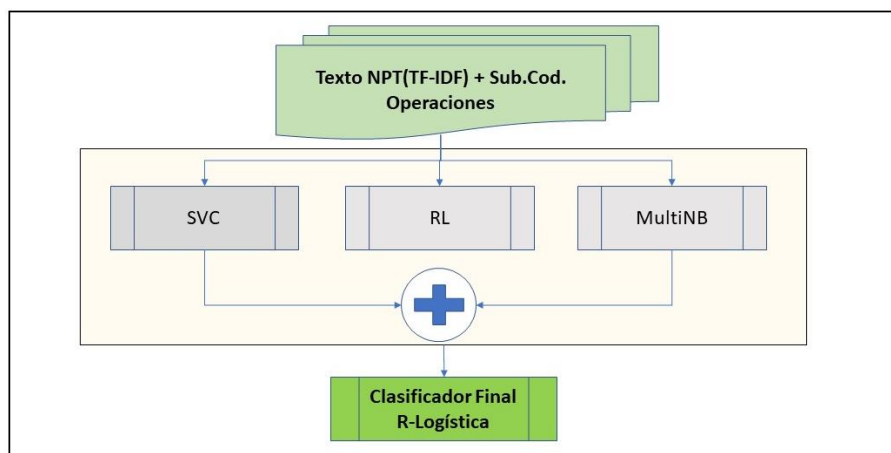 Texto NPT(TF-IDF) + Sub.Cod.
Operaciones
SVC
RL
MultiNB
Clasificador Final
R-Logística